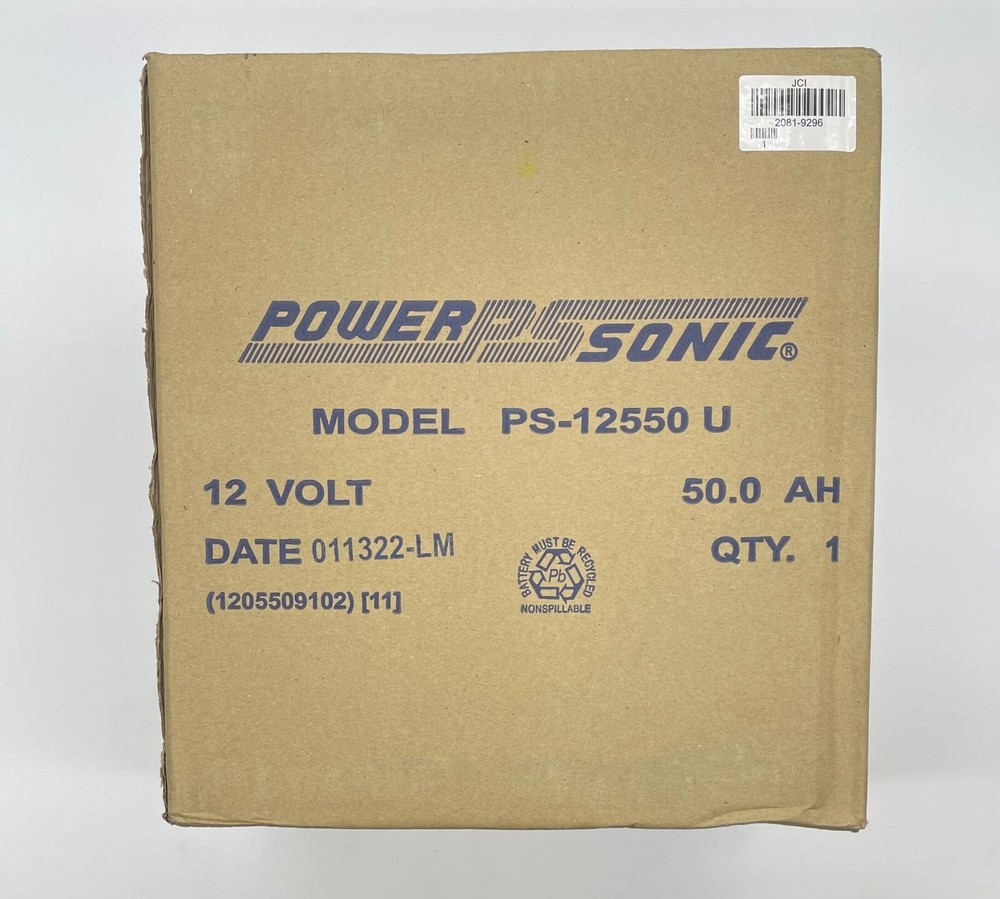 JCI
2081-9296
1
POWER PS SONIC®
MODEL PS-12550 U
12 VOLT 50.0 AH
DATE 011322-LM QTY. 1
BATTERY MUST BE RECYCLED
Pb
NONSPILLABLE
(1205509102) [11]